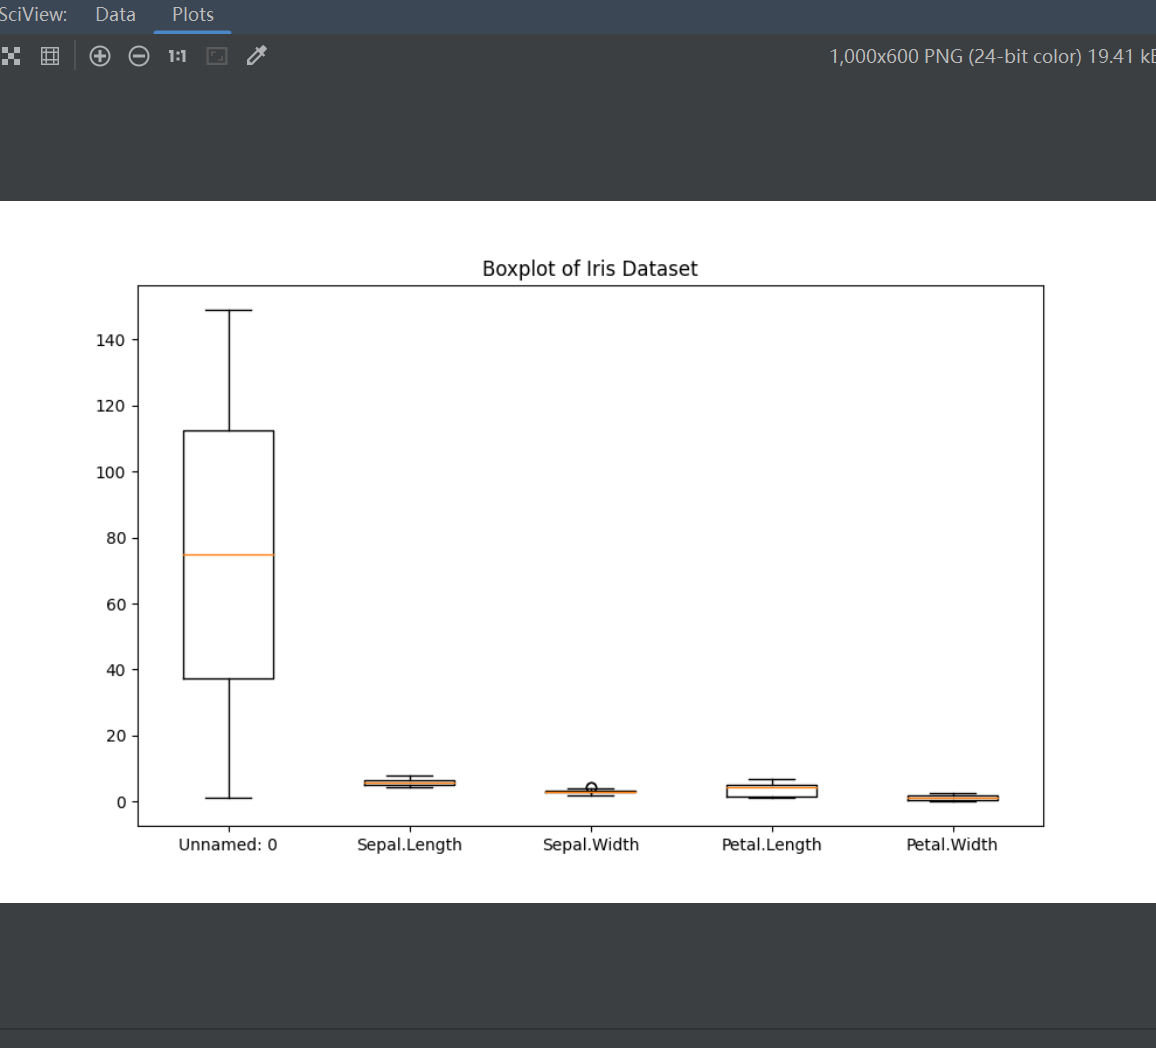 SciView: Data Plots
1:1 1,000x600 PNG (24-bit color) 19.41 kB
Boxplot of Iris Dataset
140
120
100
80
60
40
20
0
Unnamed: 0 Sepal.Length Sepal.Width Petal.Length Petal.Width